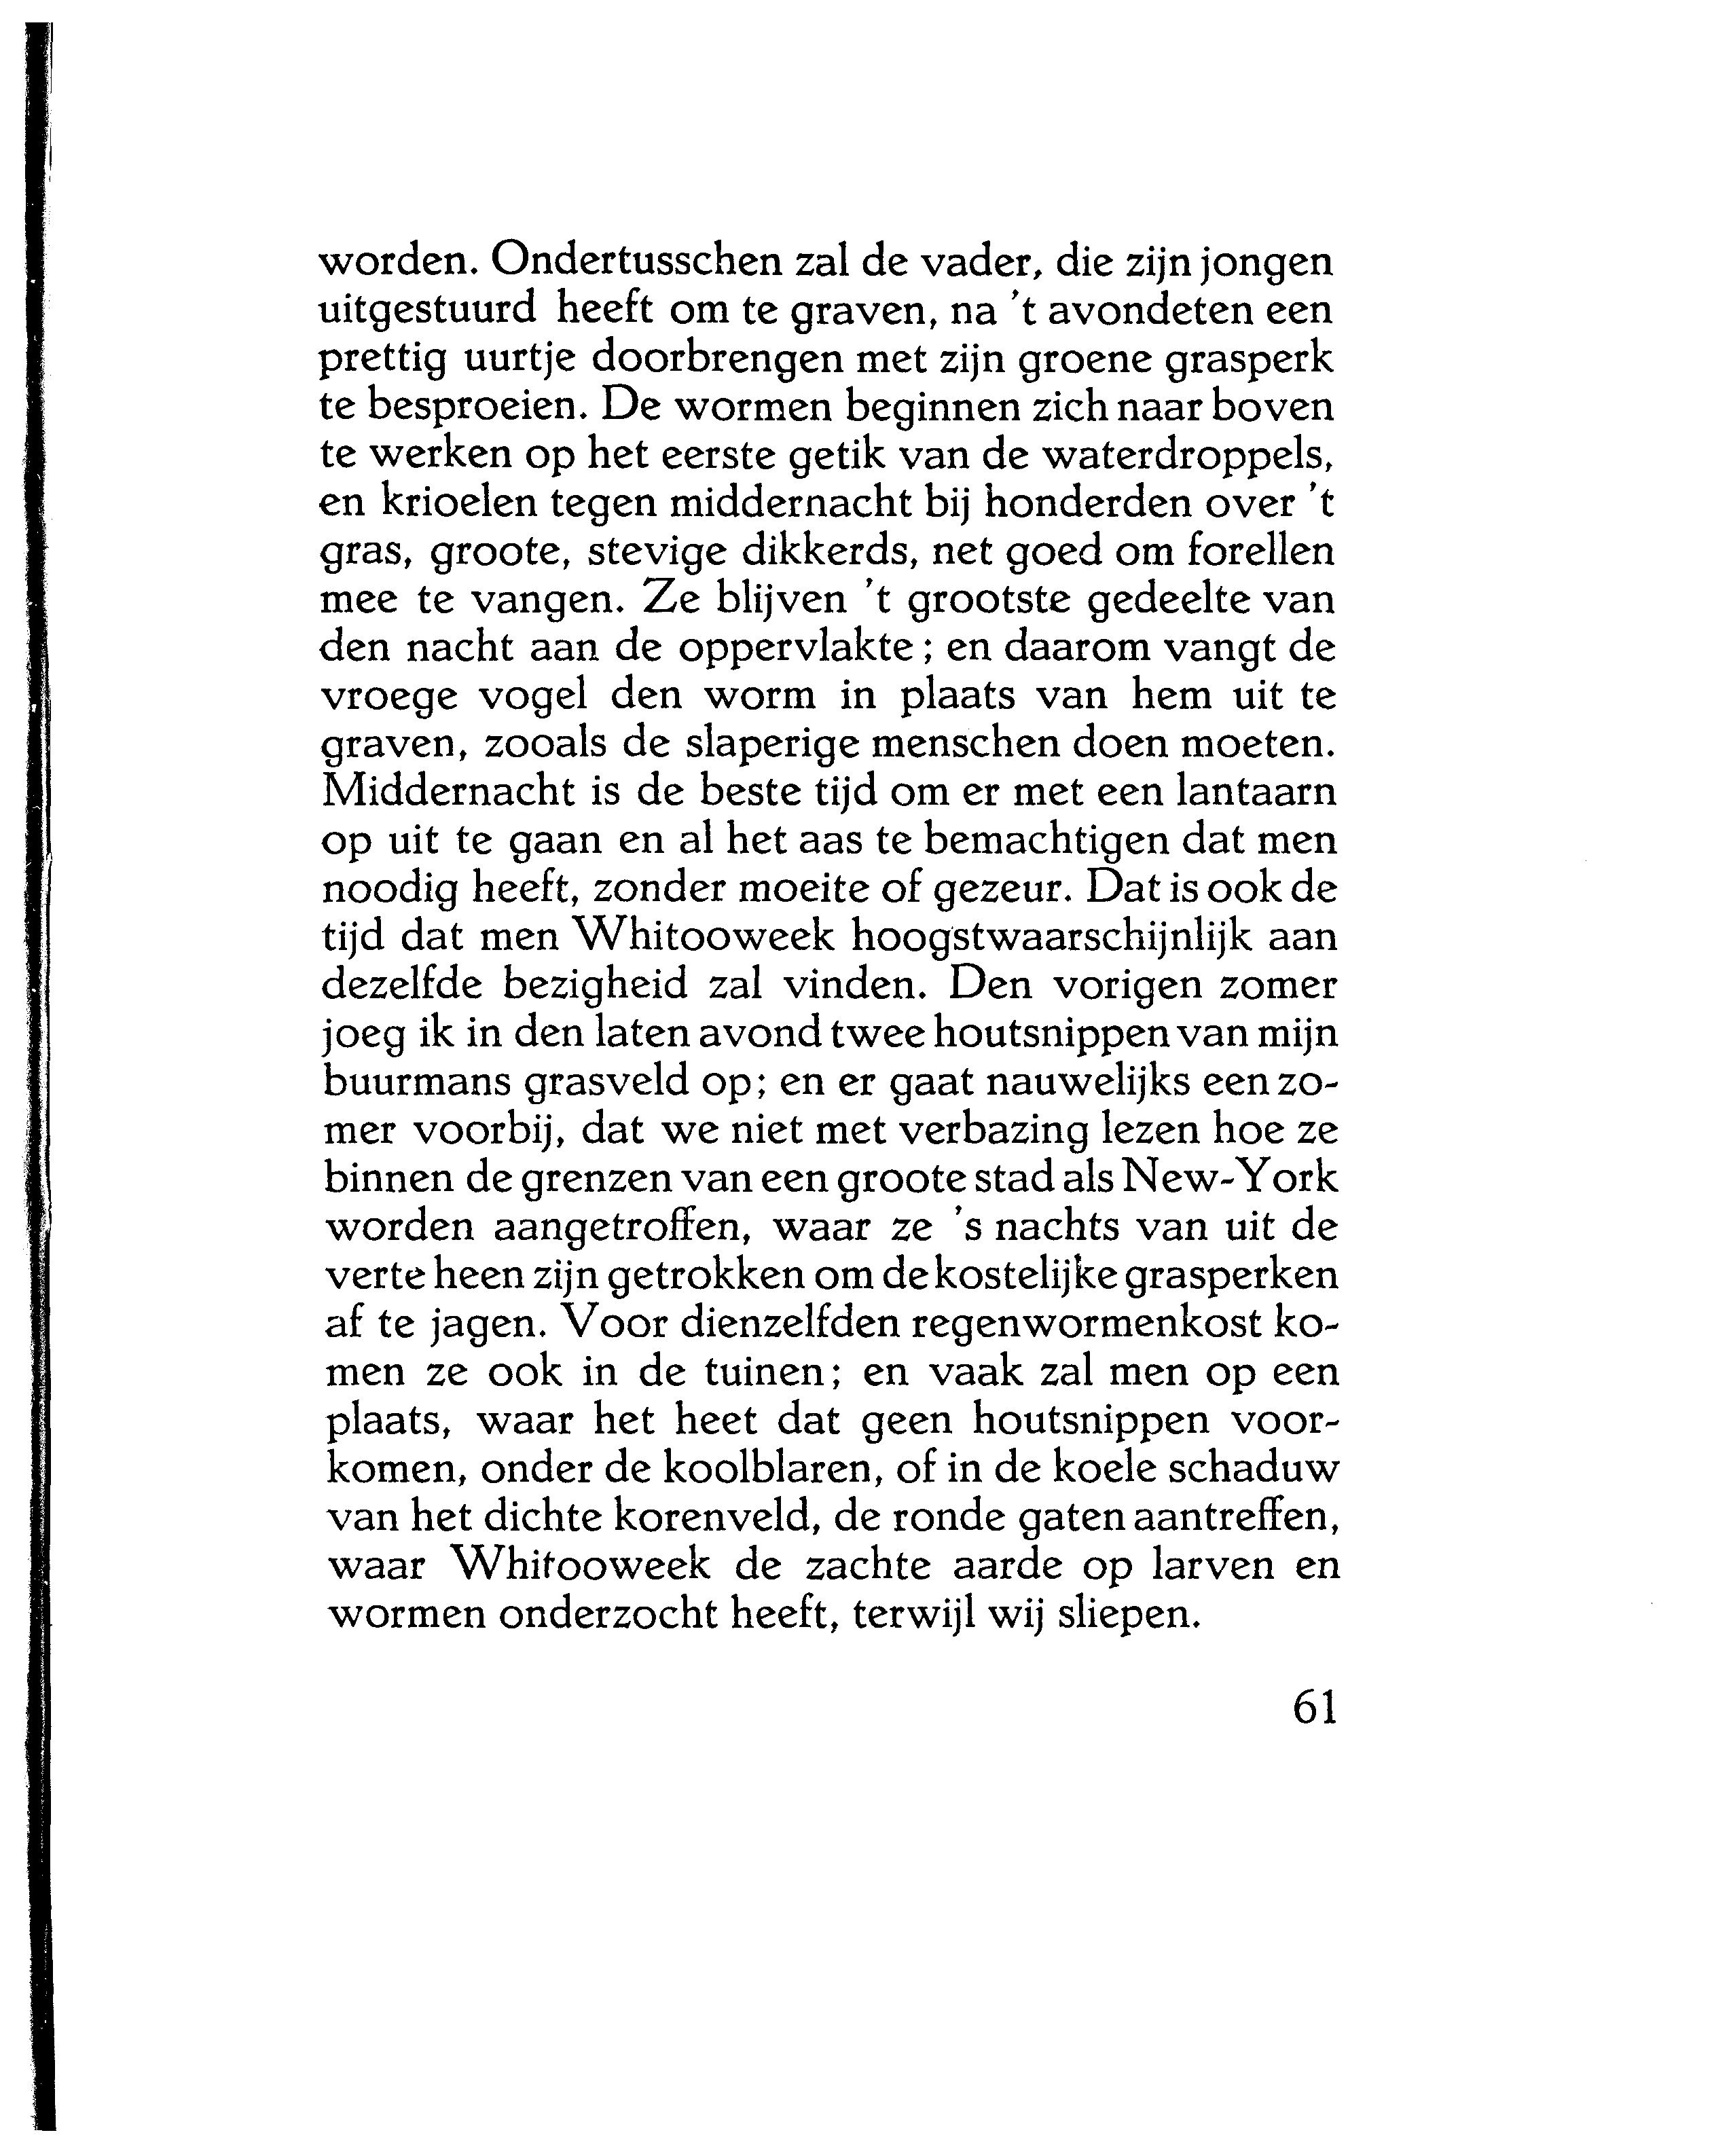 worden. Ondertusschen zal de vader, die zijn jongen
uitgestuurd heeft om te graven, na 't avondeten een
prettig uurtje doorbrengen met zijn groene grasperk
te besproeien. De wormen beginnen zich naar boven
te werken op het eerste getik van de waterdroppels,
en krioelen tegen middernacht bij honderden over 't
gras, groote, stevige dikkerds, net goed om forellen
mee te vangen. Ze blijven 't grootste gedeelte van
den nacht aan de oppervlakte; en daarom vangt de
vroege vogel den worm in plaats van hem uit te
graven, zooals de slaperige menschen doen moeten.
Middernacht is de beste tijd om er met een lantaarn
op uit te gaan en al het aas te bemachtigen dat men
noodig heeft, zonder moeite of gezeur. Dat is ook de
tijd dat men Whitooweek hoogstwaarschijnlijk aan
dezelfde bezigheid zal vinden. Den vorigen zomer
joeg ik in den laten avond twee houtsnippen van mijn
buurmans grasveld op; en er gaat nauwelijks een zo-
mer voorbij, dat we niet met verbazing lezen hoe ze
binnen de grenzen van een groote stad als New-York
worden aangetroffen, waar ze 's nachts van uit de
verte heen zijn getrokken om de kostelijke grasperken
af te jagen. Voor dienzelfden regenwormenkost ko-
men ze ook in de tuinen; en vaak zal men op een
plaats, waar het heet dat geen houtsnippen voor-
komen, onder de koolblaren, of in de koele schaduw
van het dichte korenveld, de ronde gaten aantreffen,
waar Whitooweek de zachte aarde op larven en
wormen onderzocht heeft, terwijl wij sliepen.
61